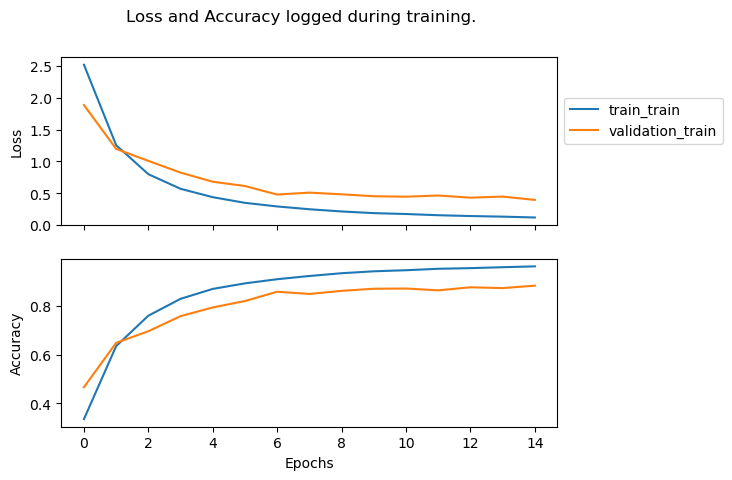 Loss and Accuracy logged during training.
2.5
2.0
1.5
1.0
0.5
0.0
Loss
train_train
validation_train
0.8
0.6
0.4
Accuracy
0 2 4 6 8 10 12 14
Epochs